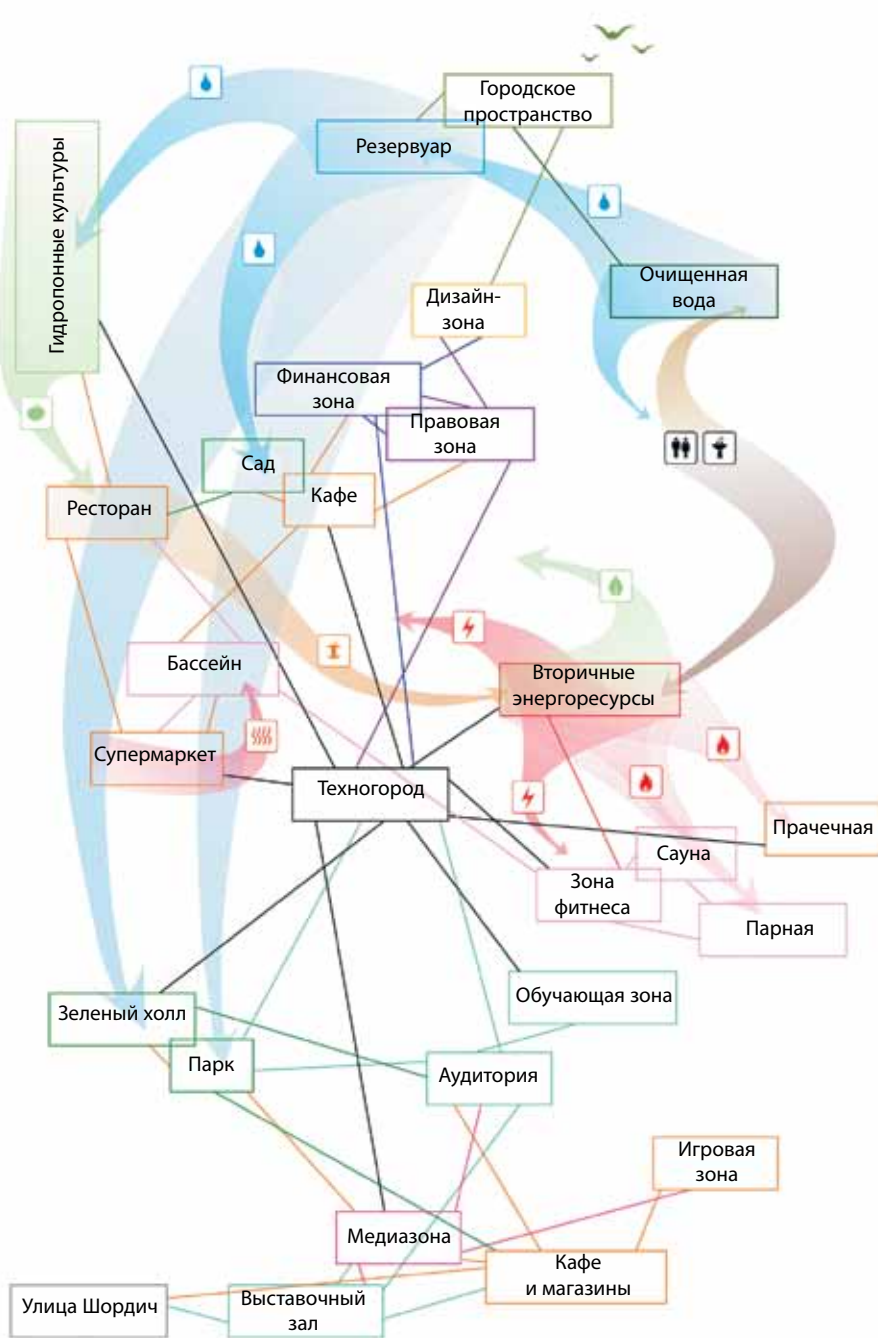 Городское
пространство
Резервуар
Гидропонные культуры
Очищенная
вода
Дизайн-
зона
Финансовая
зона
Правовая
зона
Сад
Кафе
Ресторан
Бассейн
Вторичные
энергоресурсы
Супермаркет
Техногород
Прачечная
Сауна
Зона
фитнеса
Парная
Обучающая зона
Зеленый холл
Парк
Аудитория
Игровая
зона
Медиазона
Кафе
и магазины
Улица Шордич
Выставочный
зал